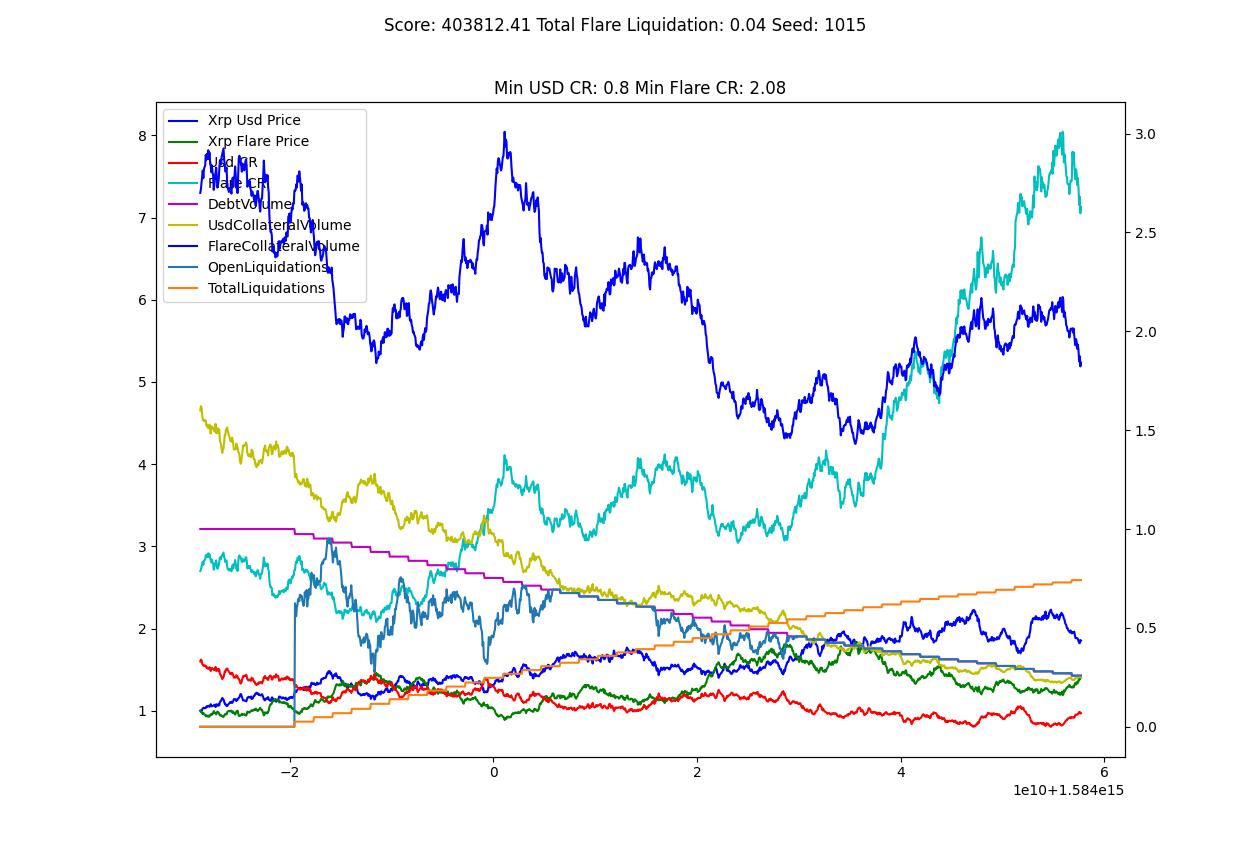 Score: 403812.41 Total Flare Liquidation: 0.04 Seed: 1015
Min USD CR: 0.8 Min Flare CR: 2.08
Xrp Usd Price
Xrp Flare Price
Usd CR
Flare CR
DebtVolume
UsdCollateralVolume
FlareCollateralVolume
OpenLiquidations
TotalLiquidations
8
7
6
5
4
3
2
1
3.0
2.5
2.0
1.5
1.0
0.5
0.0
−2
0
2
4
6
1e10+1.584e15